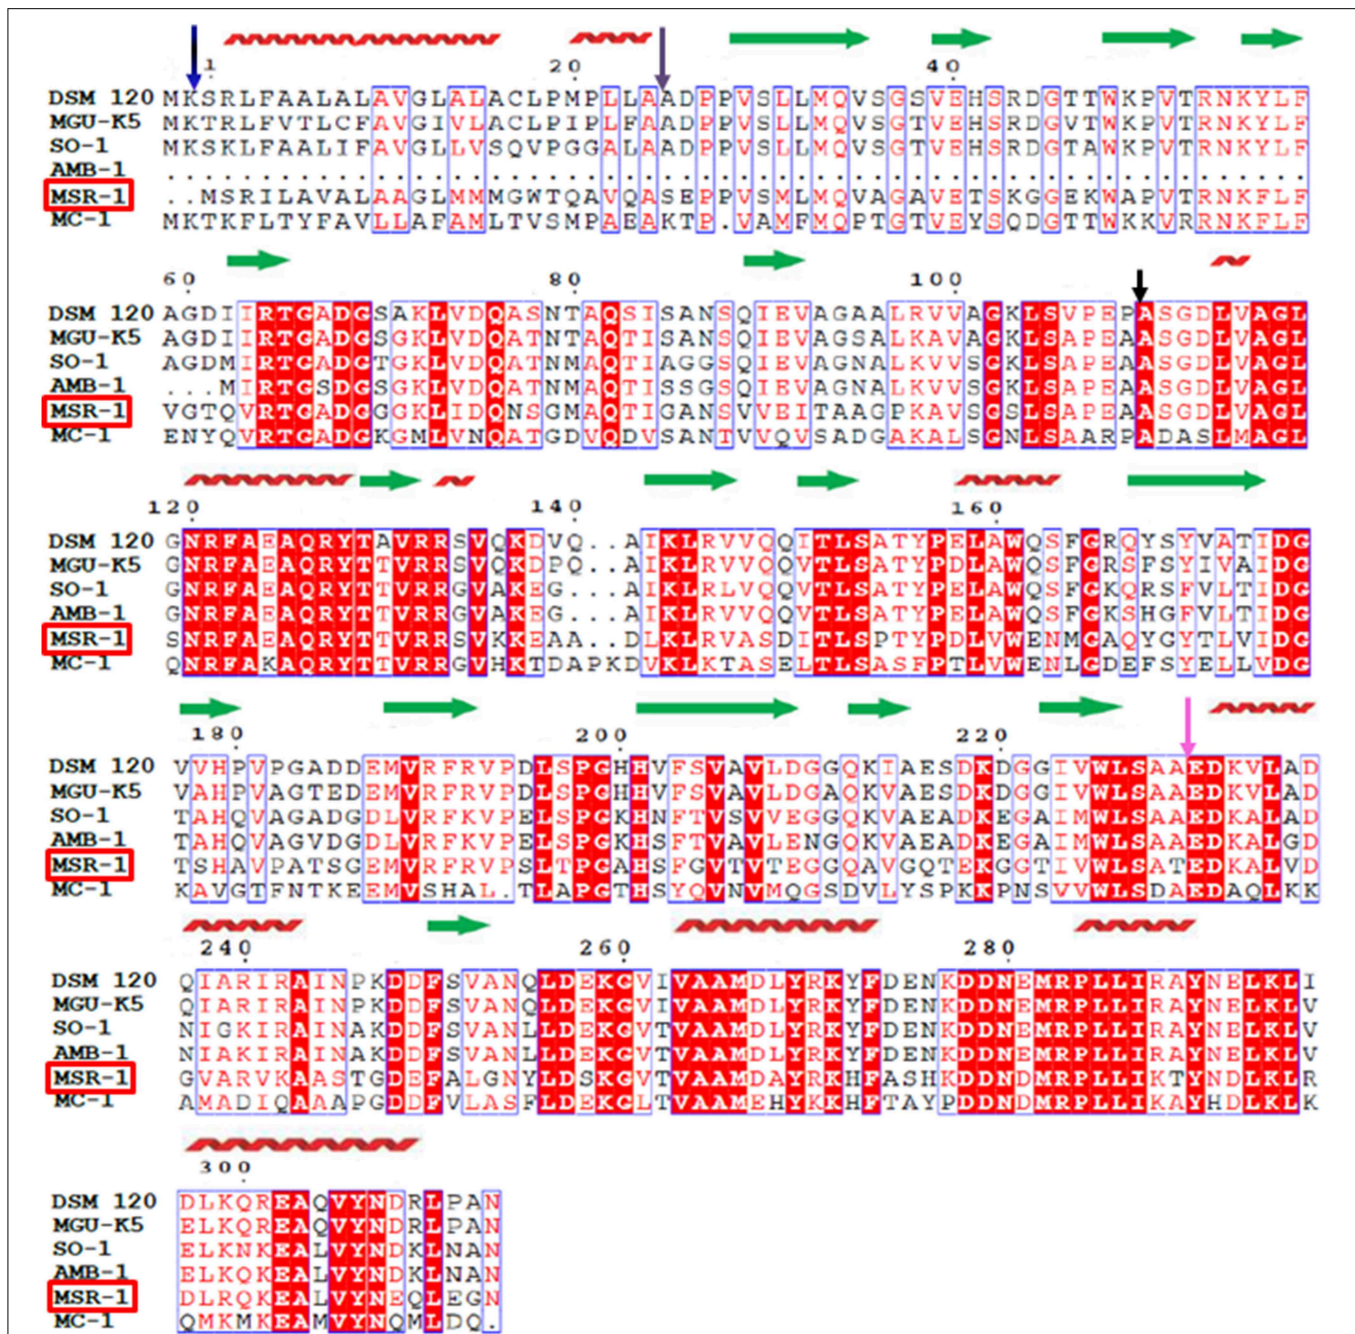 1 20 40
DSM 120 MKSRLFAALALAVGLALACLPMPLLAADPPVSLLMQVSGSVEHSRDGTTWKPVTRNKYLF
MGU-K5 MKTRLFVTLCFAVGIVLACLPIPLFAADPPVSLLMQVSGTVEHSRDGVTWKPVTRNKYLF
SO-1 MKSKLFAALIFAVGLLVSQVPGGALAADPPVSLLMQVSGTVEHSRDGTAWKPVTRNKYLF
AMB-1 ............................................................
MSR-1 ..MSRILAVALAAGLMMMGWTQAVQASEPPVSLLMQVAGAVETSKGGEKWAPVTRNKFLF
MC-1 MKTKFLTYFAVLLAFAMLTVSMPAEAKTP.VAMFMQPTGTVEYSQDGTTWKKVRRNKFLF
60 80 100
DSM 120 AGDIIRTGADGSAKLVDQASNTAQSISANSQIEVAGAALRVVAGKLSVPEPASGDLVAGL
MGU-K5 AGDIIRTGADGSGKLVDQATNTAQTISANSQIEVAGSALKAVAGKLSAPEAASGDLVAGL
SO-1 AGDMIRTGADGTGKLVDQATNMAQTIAGGSQIEVAGNALKVVSGKLSAPEAASGDLVAGL
AMB-1 ...MIRTGSDGSGKLVDQATNMAQTISSGSQIEVAGNALKVVSGKLSAPEAASGDLVAGL
MSR-1 VGTQVRTGADGGGKLIDQNSGMAQTIGANSVVEITAAGPKAVSGSLSAPEAASGDLVAGL
MC-1 ENYQVRTGADGKGMLVNQATGDVQDVSANTVVQVSADGAKALSGNLSAARPADASLMAGL
120 140 160
DSM 120 GNRFAEAQRYTAVRRSVQKDVQ..AIKLRVVQQITLSATYPELAWQSFGRQYSYVATIDG
MGU-K5 GNRFAEAQRYTTVRRSVQKDPQ..AIKLRVVQQVTLSATYPDLAWQSFGRSFSYIVAIDG
SO-1 GNRFAEAQRYTTVRRGVAKEG...AIKLRLVQQVTLSATYPELAWQSFGKQRSFVLTIDG
AMB-1 GNRFAEAQRYTTVRRGVAKEG...AIKLRVVQQVTLSATYPELAWQSFGKSHGFVLTIDG
MSR-1 SNRFAEAQRYTTVRRSVKKEAA..DLKLRVASDITLSPTYPDLVWENMGAQYGYTLVIDG
MC-1 QNRFAKAQRYTTVRRGVHKTDAPKDVKLKTASELTLSASFPTLVWENLGDEFSYELLVDG
180 200 220
DSM 120 VVHPVPGADDEMVRFRVPDLSPGHHVFSVAVLDGGQKIAESDKDGGIVWLSAAEDKVLAD
MGU-K5 VAHPVAGTEDEMVRFRVPDLSPGHHVFSVAVLDGAQKVAESDKDGGIVWLSAAEDKVLAD
SO-1 TAHQVAGADGDLVRFKVPELSPGKHNFTVSVVEGGQKVAEADKEGAIMWLSAAEDKALAD
AMB-1 TAHQVAGVDGDLVRFKVPELSPGKHSFTVAVLENGQKVAEADKEGAIMWLSAAEDKALGD
MSR-1 TSHAVPATSGEMVRFRVPSLTPGAHSFGVTVTEGGQAVGQTEKGGTIVWLSATEDKALVD
MC-1 KAVGTFNTKEEMVSHAL.TLAPGTHSYQVNVMQGSDVLYSPKKPNSVVWLSDAEDAQLKK
240 260 280
DSM 120 QIARIRAINPKDDFSVANQLDEKGVIVAAMDLYRKYFDENKDDNEMRPLLIRAYNELKLI
MGU-K5 QIARIRAINPKDDFSVANQLDEKGVIVAAMDLYRKYFDENKDDNEMRPLLIRAYNELKLV
SO-1 NIGKIRAINAKDDFSVANLLDEKGVTVAAMDLYRKYFDENKDDNEMRPLLIRAYNELKLV
AMB-1 NIAKIRAINAKDDFSVANLLDEKGVTVAAMDLYRKYFDENKDDNEMRPLLIRAYNELKLV
MSR-1 GVARVKAASTGDEFALGNYLDSKGVTVAAMDAYRKHFASHKDDNDMRPLLIKTYNDLKLR
MC-1 AMADIQAAAPGDDFVLASFLDEKGLTVAAMEHYKKHFTAYPDDNDMRPLLIKAYHDLKLK
300
DSM 120 DLKQREAQVYNDRLPAN
MGU-K5 ELKQREAQVYNDRLPAN
SO-1 ELKNKEALVYNDKLNAN
AMB-1 ELKQKEALVYNDKLNAN
MSR-1 DLRQKEALVYNEQLEGN
MC-1 QMKMKEAMVYNQMLDQ.